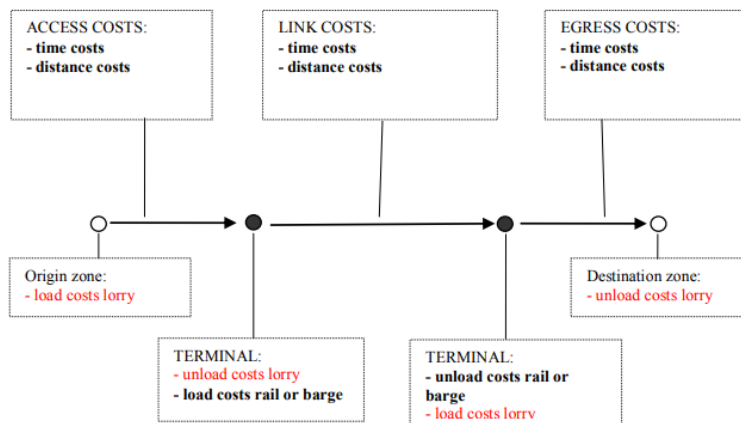 ACCESS COSTS:
- time costs
- distance costs
LINK COSTS:
- time costs
- distance costs
EGRESS COSTS:
- time costs
- distance costs
Origin zone:
- load costs lorry
Destination zone:
- unload costs lorry
TERMINAL:
- unload costs lorry
- load costs rail or barge
TERMINAL:
- unload costs rail or
barge
- load costs lorry